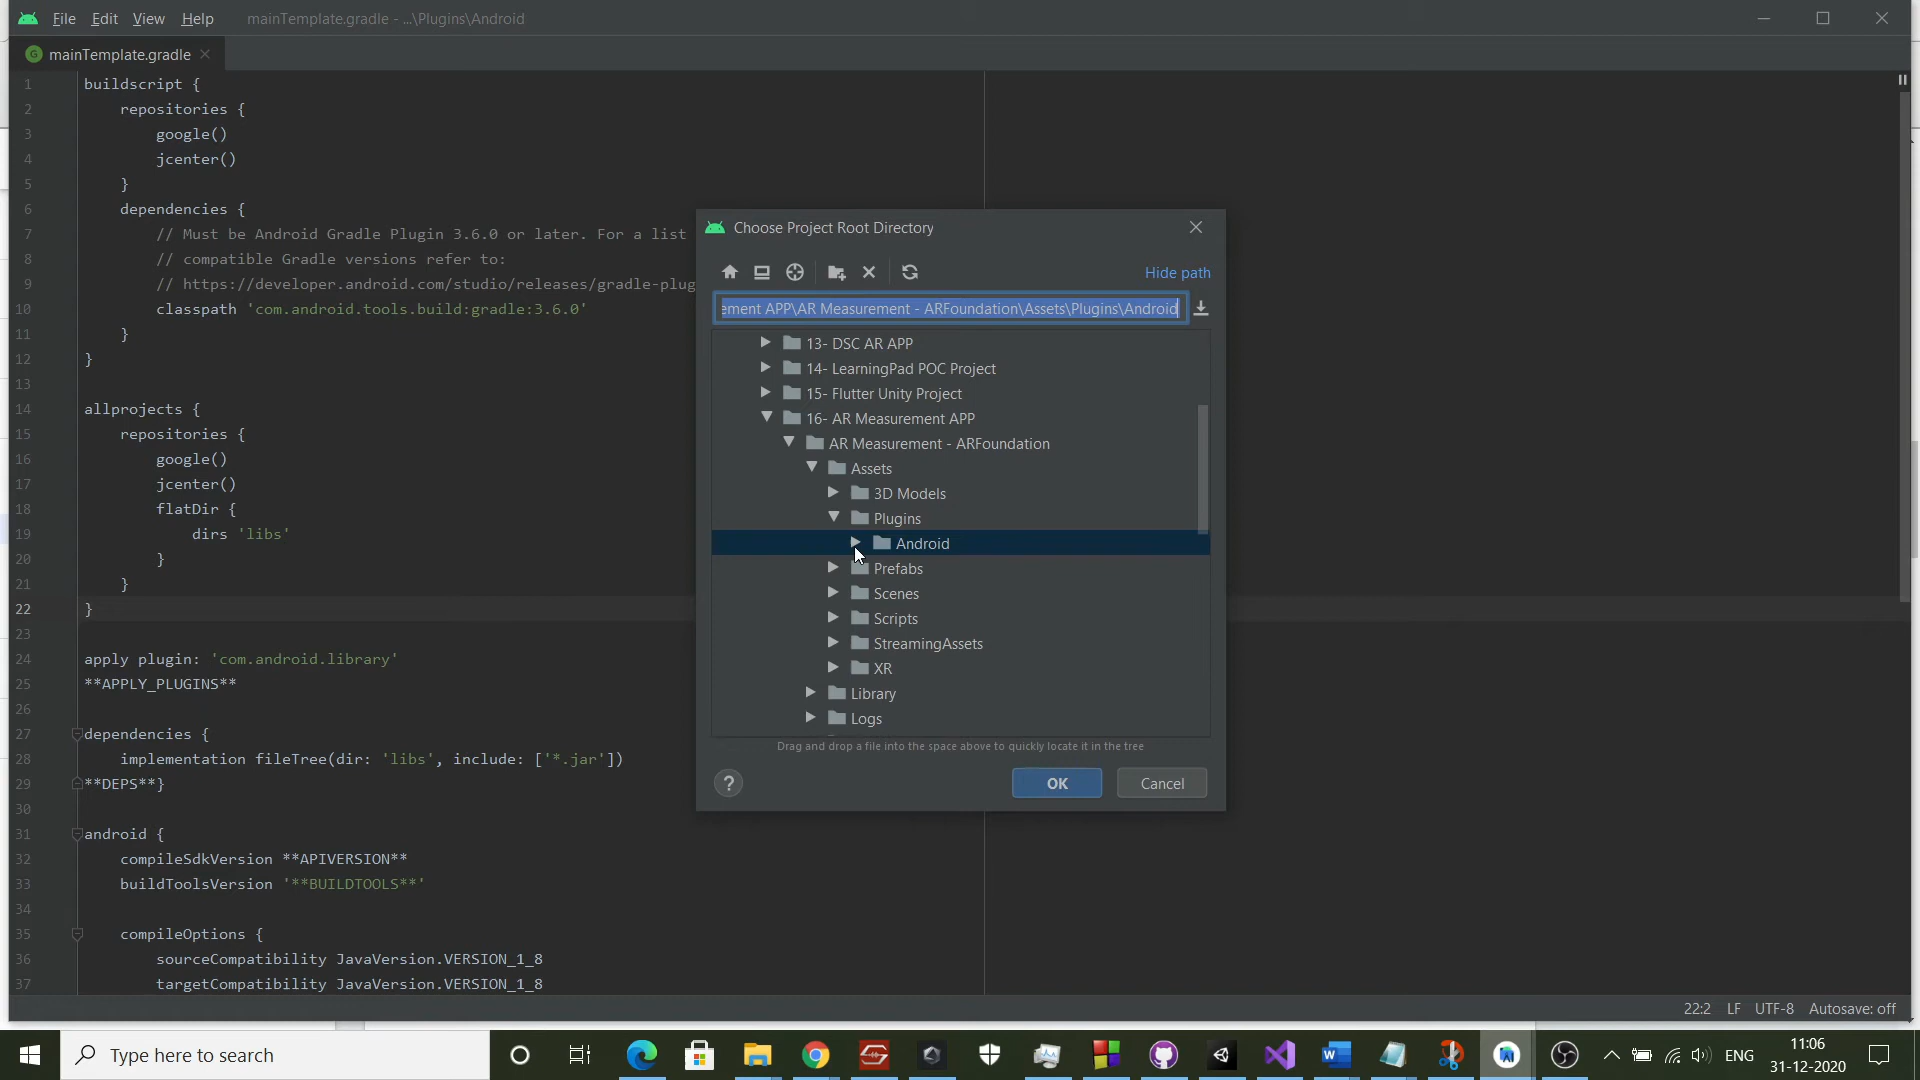 File Edit View Help mainTemplate.gradle - ...\Plugins\Android
mainTemplate.gradle
1 buildscript {
2 repositories {
3 google()
4 jcenter()
5 }
6 dependencies {
7 // Must be Android Gradle Plugin 3.6.0 or later. For a list
8 // compatible Gradle versions refer to:
9 // https://developer.android.com/studio/releases/gradle-plug
10 classpath 'com.android.tools.build:gradle:3.6.0'
11 }
12 }
13
14 allprojects {
15 repositories {
16 google()
17 jcenter()
18 flatDir {
19 dirs 'libs'
20 }
21 }
22 }
23
24 apply plugin: 'com.android.library'
25 **APPLY_PLUGINS**
26
27 dependencies {
28 implementation fileTree(dir: 'libs', include: ['*.jar'])
29 **DEPS**}
30
31 android {
32 compileSdkVersion **APIVERSION**
33 buildToolsVersion '**BUILDTOOLS**'
34
35 compileOptions {
36 sourceCompatibility JavaVersion.VERSION_1_8
37 targetCompatibility JavaVersion.VERSION_1_8
Choose Project Root Directory
Hide path
ement APP\AR Measurement - ARFoundation\Assets\Plugins\Android
13- DSC AR APP
14- LearningPad POC Project
15- Flutter Unity Project
16- AR Measurement APP
AR Measurement - ARFoundation
Assets
3D Models
Plugins
Android
Prefabs
Scenes
Scripts
StreamingAssets
XR
Library
Logs
Drag and drop a file into the space above to quickly locate it in the tree
? OK Cancel
22:2 LF UTF-8 Autosave: off
Type here to search
ENG
11:06
31-12-2020